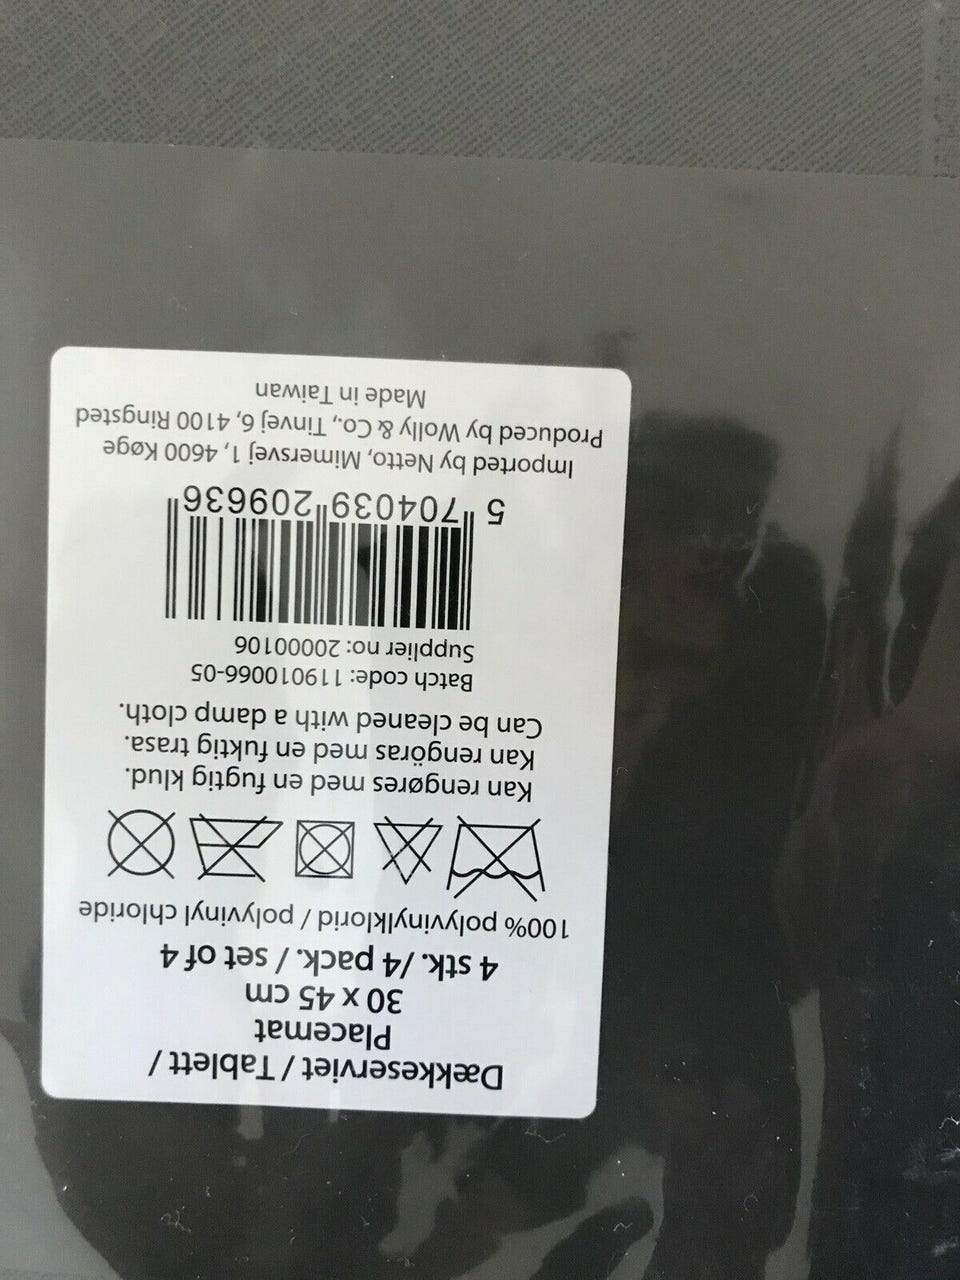 Dækkeserviet / Tablett /
Placemat
30 x 45 cm
4 stk. /4 pack. / set of 4
100% polyvinylklorid / polyvinyl chloride
Kan rengøres med en fugtig klud.
Kan rengöras med en fuktig trasa.
Can be cleaned with a damp cloth.
Batch code: 119010066-05
Supplier no: 20000106
5 704039 209636
Imported by Netto, Mimersvej 1, 4600 Køge
Produced by Wolly & Co., Tinvej 6, 4100 Ringsted
Made in Taiwan